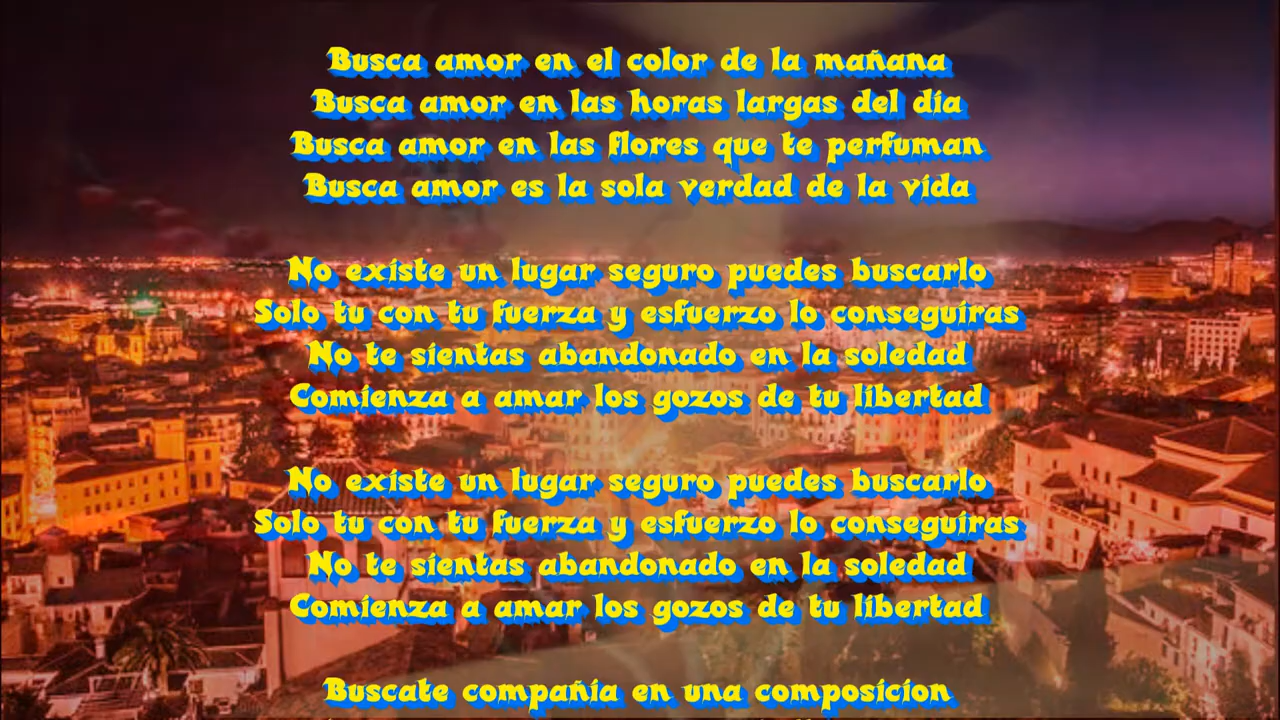 Busca amor en el color de la mañana
Busca amor en las horas largas del día
Busca amor en las flores que te perfuman
Busca amor es la sola verdad de la vida
No existe un lugar seguro puedes buscarlo
Solo tu con tu fuerza y esfuerzo lo conseguiras
No te sientas abandonado en la soledad
Comienza a amar los gozos de tu libertad
No existe un lugar seguro puedes buscarlo
Solo tu con tu fuerza y esfuerzo lo conseguiras
No te sientas abandonado en la soledad
Comienza a amar los gozos de tu libertad
Buscate compañía en una composicion